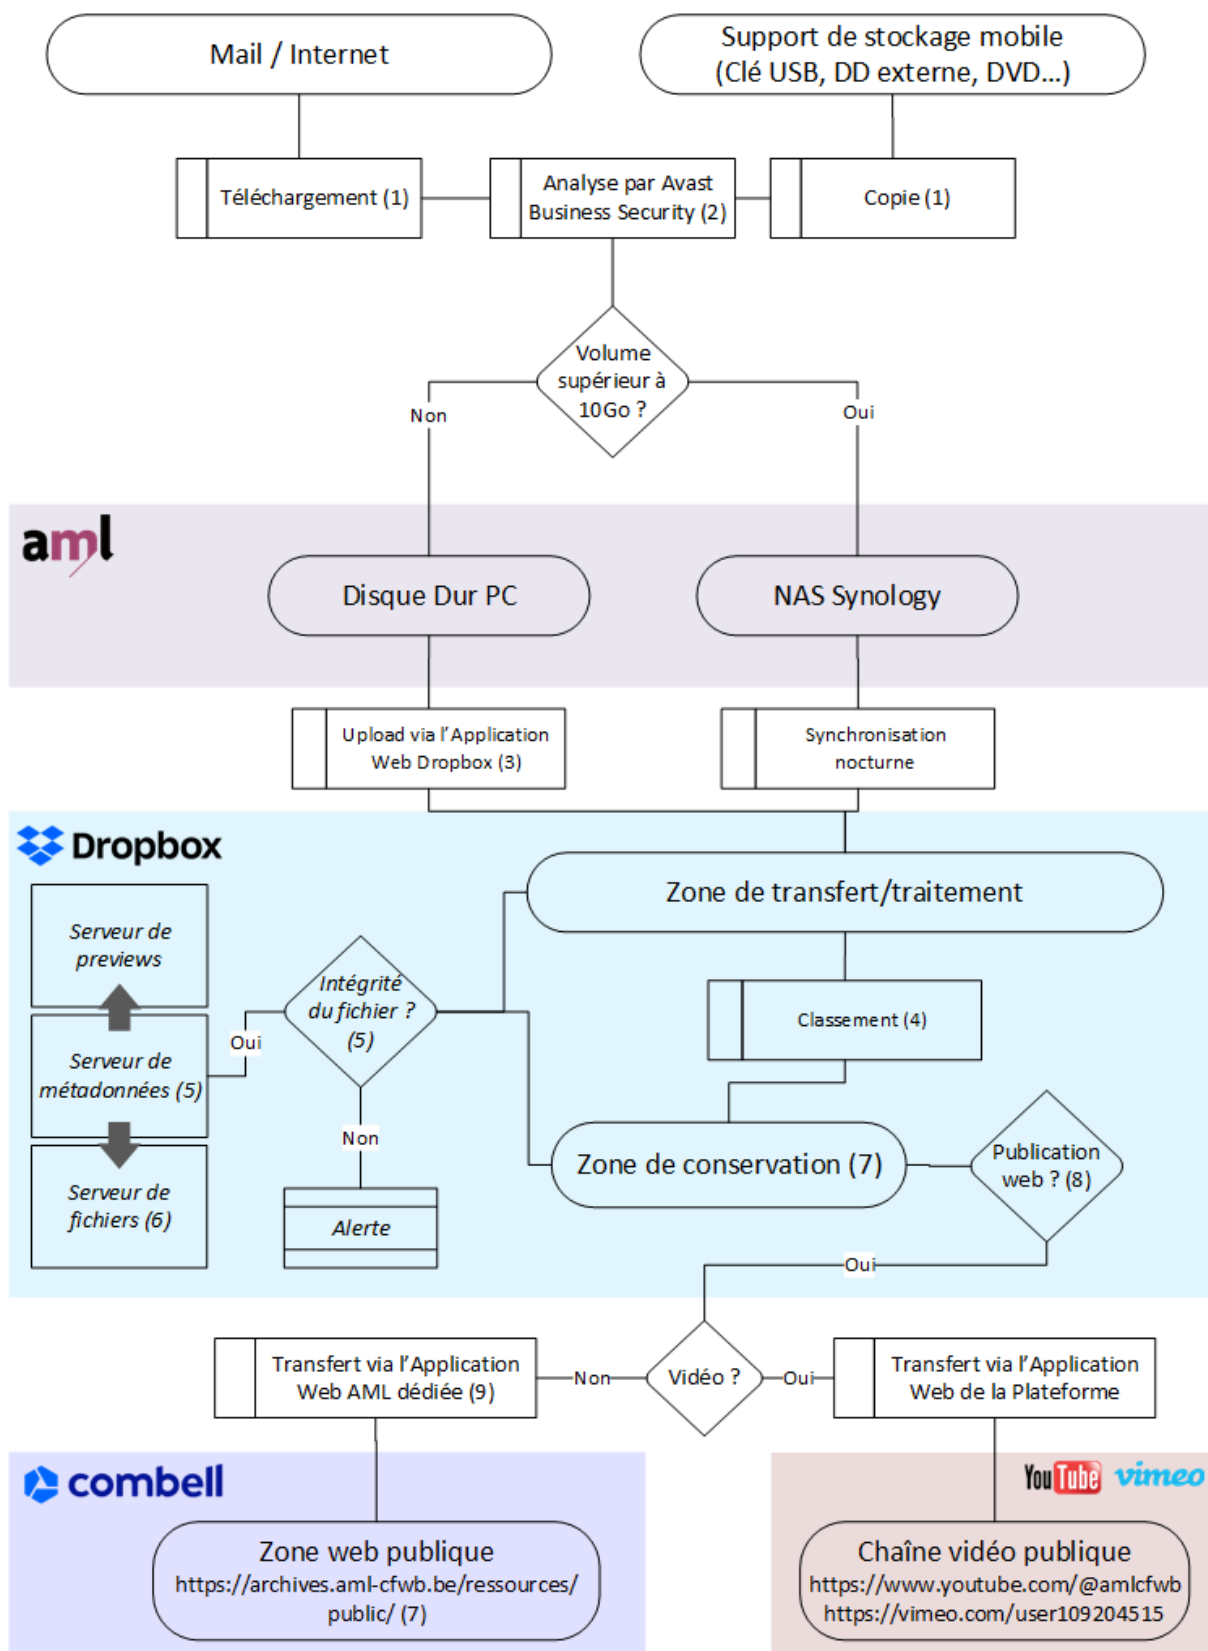 Mail / Internet
Support de stockage mobile
(Clé USB, DD externe, DVD...)
Téléchargement (1)
Analyse par Avast
Business Security (2)
Copie (1)
Volume
supérieur à
10Go ?
Non
Oui
aml
Disque Dur PC
NAS Synology
Upload via l'Application
Web Dropbox (3)
Synchronisation
nocturne
Dropbox
Zone de transfert/traitement
Serveur de
previews
Intégrité
du fichier ?
(5)
Classement (4)
Oui
Serveur de
métadonnées (5)
Non
Zone de conservation (7)
Publication
web ? (8)
Serveur de
fichiers (6)
Alerte
Oui
Transfert via l'Application
Web AML dédiée (9)
Non
Vidéo ?
Oui
Transfert via l'Application
Web de la Plateforme
combell
YouTube vimeo
Zone web publique
https://archives.aml-cfwb.be/ressources/
public/ (7)
Chaîne vidéo publique
https://www.youtube.com/@amlcfwb
https://vimeo.com/user109204515